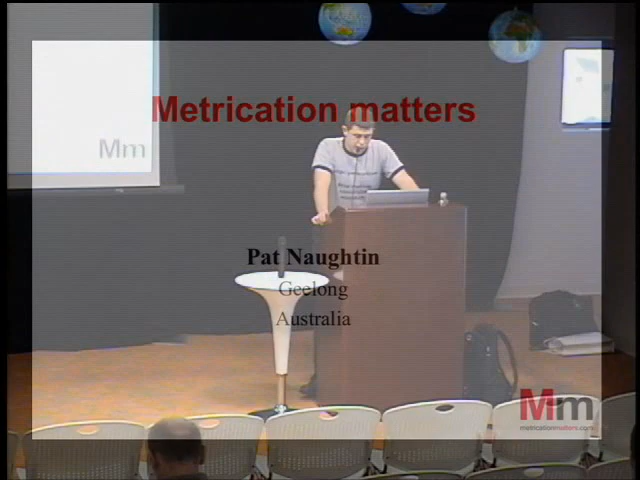 Metrication matters
Mm
Pat Naughtin
Geelong
Australia
Mm
metricationmatters.com